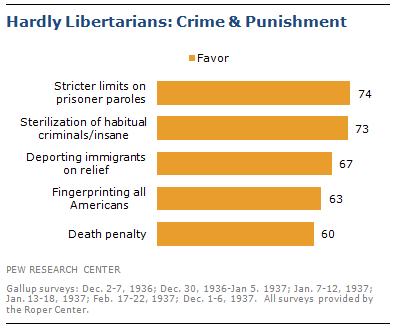 Hardly Libertarians: Crime & Punishment
Favor
Stricter limits on
prisoner paroles
74
Sterilization of habitual
criminals/insane
73
Deporting immigrants
on relief
67
Fingerprinting all
Americans
63
Death penalty
60
PEW RESEARCH CENTER
Gallup surveys: Dec. 2-7, 1936; Dec. 30, 1936-Jan 5. 1937; Jan. 7-12, 1937;
Jan. 13-18, 1937; Feb. 17-22, 1937; Dec. 1-6, 1937.  All surveys provided by
the Roper Center.